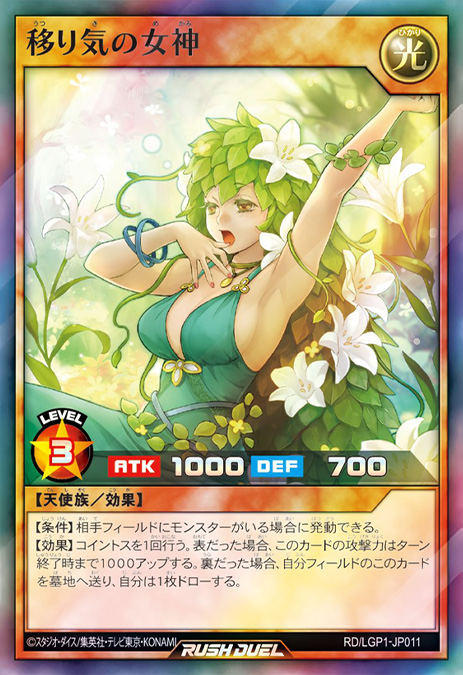 移り気の女神
光
LEVEL
3
ATK 1000 DEF 700
【天使族／効果】
【条件】相手フィールドにモンスターがいる場合に発動できる。
【効果】コイントスを1回行う。表だった場合、このカードの攻撃力はターン
終了時まで1000アップする。裏だった場合、自分フィールドのこのカード
を墓地へ送り、自分は1枚ドローする。
©スタジオ・ダイス/集英社・テレビ東京・KONAMI
RUSH DUEL
RD/LGP1-JP011